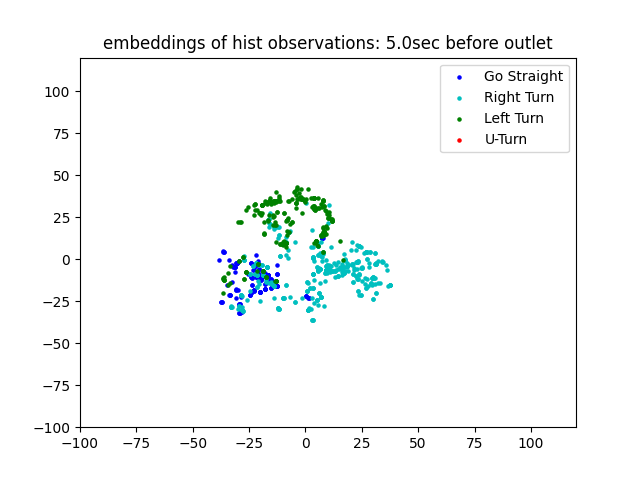 embeddings of hist observations: 5.0sec before outlet
Go Straight
Right Turn
Left Turn
U-Turn
100
75
50
25
0
−25
−50
−75
−100
−100 −75 −50 −25 0 25 50 75 100